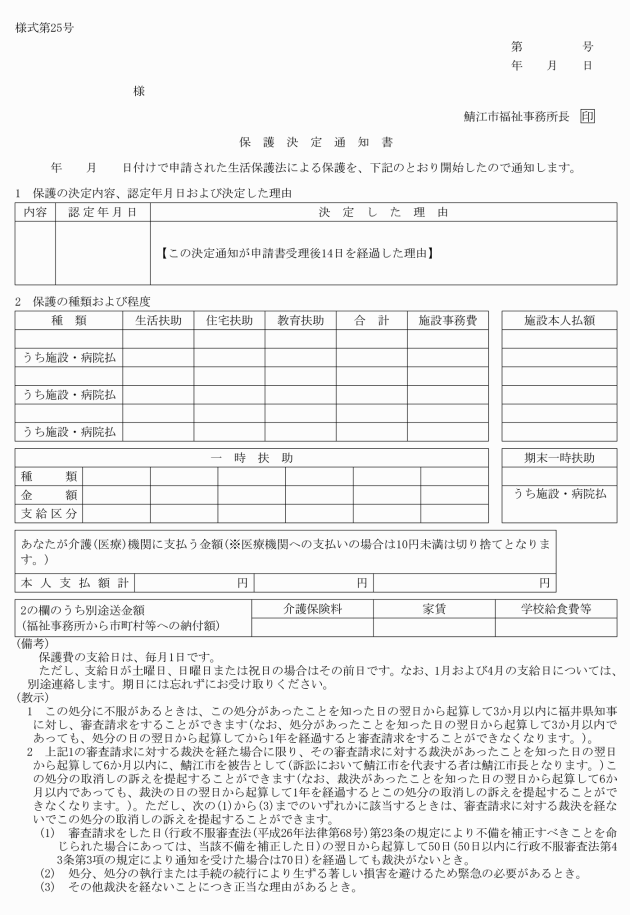 様式第25号
第　　　　　号
年　　月　　日
様
鯖江市福祉事務所長　印
保　護　決　定　通　知　書
年　　月　　日付けで申請された生活保護法による保護を、下記のとおり開始したので通知します。
1　保護の決定内容、認定年月日および決定した理由
内容　認定年月日　決　定　し　た　理　由
【この決定通知が申請書受理後14日を経過した理由】
2　保護の種類および程度
種　類　生活扶助　住宅扶助　教育扶助　合　計　施設事務費　施設本人払額
うち施設・病院払
うち施設・病院払
うち施設・病院払
一　時　扶　助　期末一時扶助
種　　類
金　　額　うち施設・病院払
支給区分
あなたが介護(医療)機関に支払う金額(※医療機関への支払いの場合は10円未満は切り捨てとなりま
す。)
本人支払額計　円　円　円
2の欄のうち別途送金額　介護保険料　家賃　学校給食費等
(福祉事務所から市町村等への納付額)
(備考)
保護費の支給日は、毎月1日です。
ただし、支給日が土曜日、日曜日または祝日の場合はその前日です。なお、1月および4月の支給日については、
別途連絡します。期日には忘れずにお受け取りください。
(教示)
1　この処分に不服があるときは、この処分があったことを知った日の翌日から起算して3か月以内に福井県知事
に対し、審査請求をすることができます(なお、処分があったことを知った日の翌日から起算して3か月以内で
あっても、処分の日の翌日から起算してから1年を経過すると審査請求をすることができなくなります。)。
2　上記1の審査請求に対する裁決を経た場合に限り、その審査請求に対する裁決があったことを知った日の翌日
から起算して6か月以内に、鯖江市を被告として(訴訟において鯖江市を代表する者は鯖江市長となります。)こ
の処分の取消しの訴えを提起することができます(なお、裁決があったことを知った日の翌日から起算して6か
月以内であっても、裁決の日の翌日から起算して1年を経過するとこの処分の取消しの訴えを提起することがで
きなくなります。)。ただし、次の(1)から(3)までのいずれかに該当するときは、審査請求に対する裁決を経な
いでこの処分の取消しの訴えを提起することができます。
(1)　審査請求をした日(行政不服審査法(平成26年法律第68号)第23条の規定により不備を補正すべきことを命
じられた場合にあっては、当該不備を補正した日)の翌日から起算して50日(50日以内に行政不服審査法第4
3条第3項の規定により通知を受けた場合は70日)を経過しても裁決がないとき。
(2)　処分、処分の執行または手続の続行により生ずる著しい損害を避けるため緊急の必要があるとき。
(3)　その他裁決を経ないことにつき正当な理由があるとき。